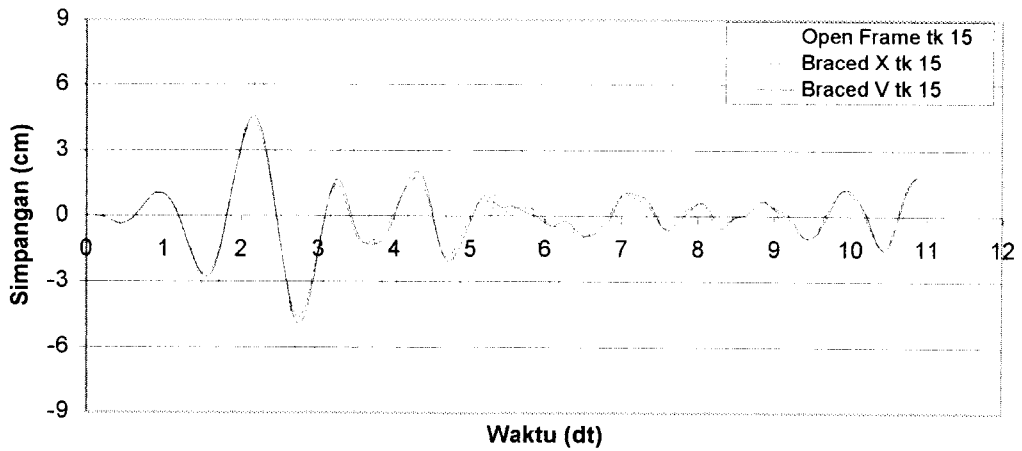 9
Open Frame tk 15
Braced X tk 15
Braced V tk 15
6
3
0
-3
-6
-9
0 1 2 3 4 5 6 7 8 9 10 11 12
Simpangan (cm)
Waktu (dt)